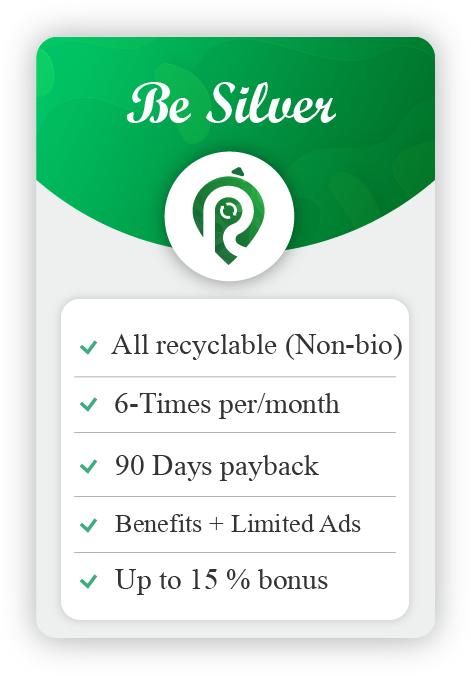 Be Silver
All recyclable (Non-bio)
6-Times per/month
90 Days payback
Benefits + Limited Ads
Up to 15 % bonus